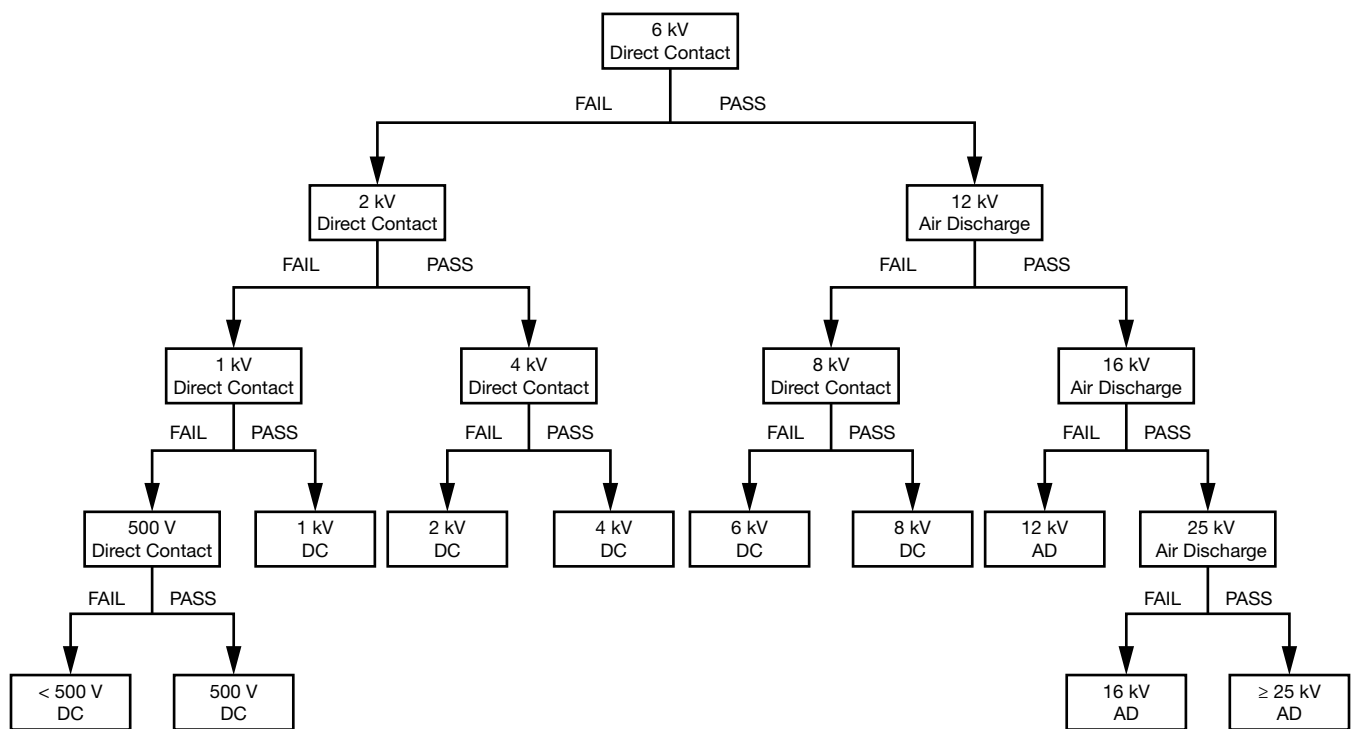 6 kV
Direct Contact
FAIL PASS
2 kV
Direct Contact
12 kV
Air Discharge
FAIL PASS
FAIL PASS
1 kV
Direct Contact
4 kV
Direct Contact
8 kV
Direct Contact
16 kV
Air Discharge
FAIL PASS
FAIL PASS
FAIL PASS
FAIL PASS
500 V
Direct Contact
1 kV
DC
2 kV
DC
4 kV
DC
6 kV
DC
8 kV
DC
12 kV
AD
25 kV
Air Discharge
FAIL PASS
FAIL PASS
< 500 V
DC
500 V
DC
16 kV
AD
≥ 25 kV
AD